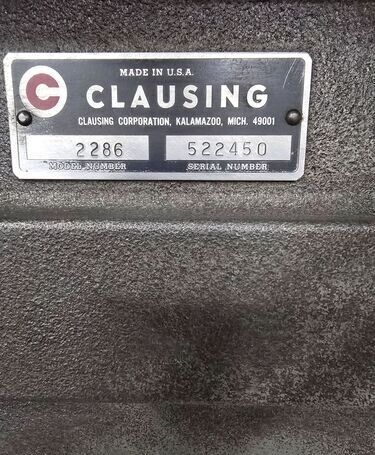 MADE IN U.S.A.
C CLAUSING
CLAUSING CORPORATION, KALAMAZOO, MICH. 49001
2286 522450
MODEL NUMBER SERIAL NUMBER